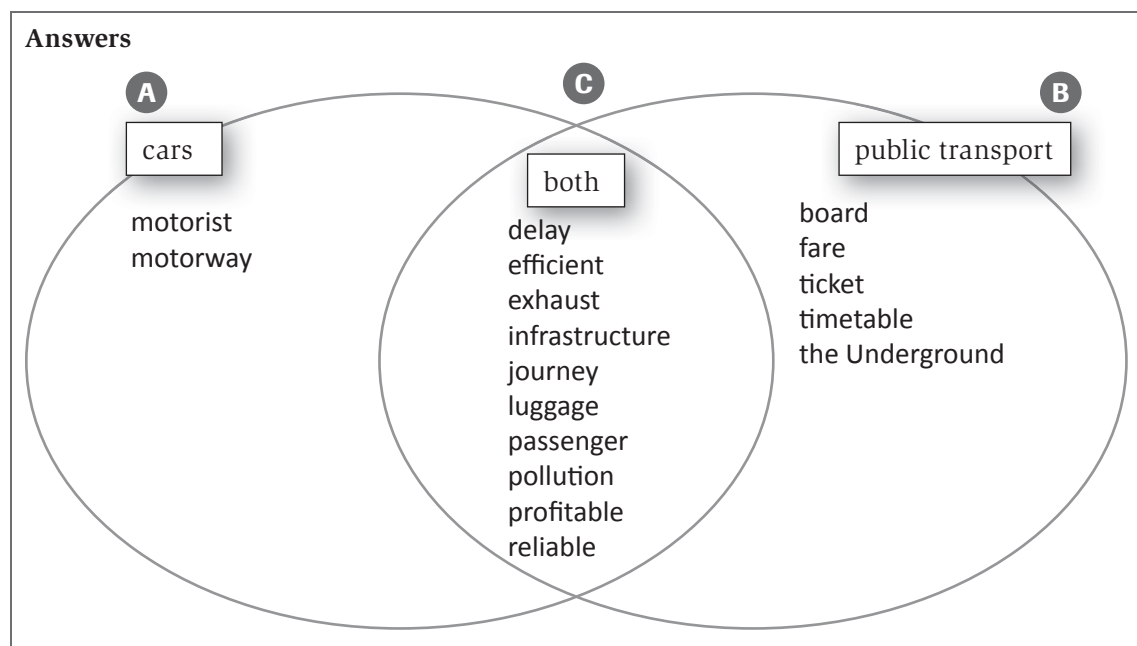 Answers
A
cars
motorist
motorway
C
both
delay
efficient
exhaust
infrastructure
journey
luggage
passenger
pollution
profitable
reliable
B
public transport
board
fare
ticket
timetable
the Underground